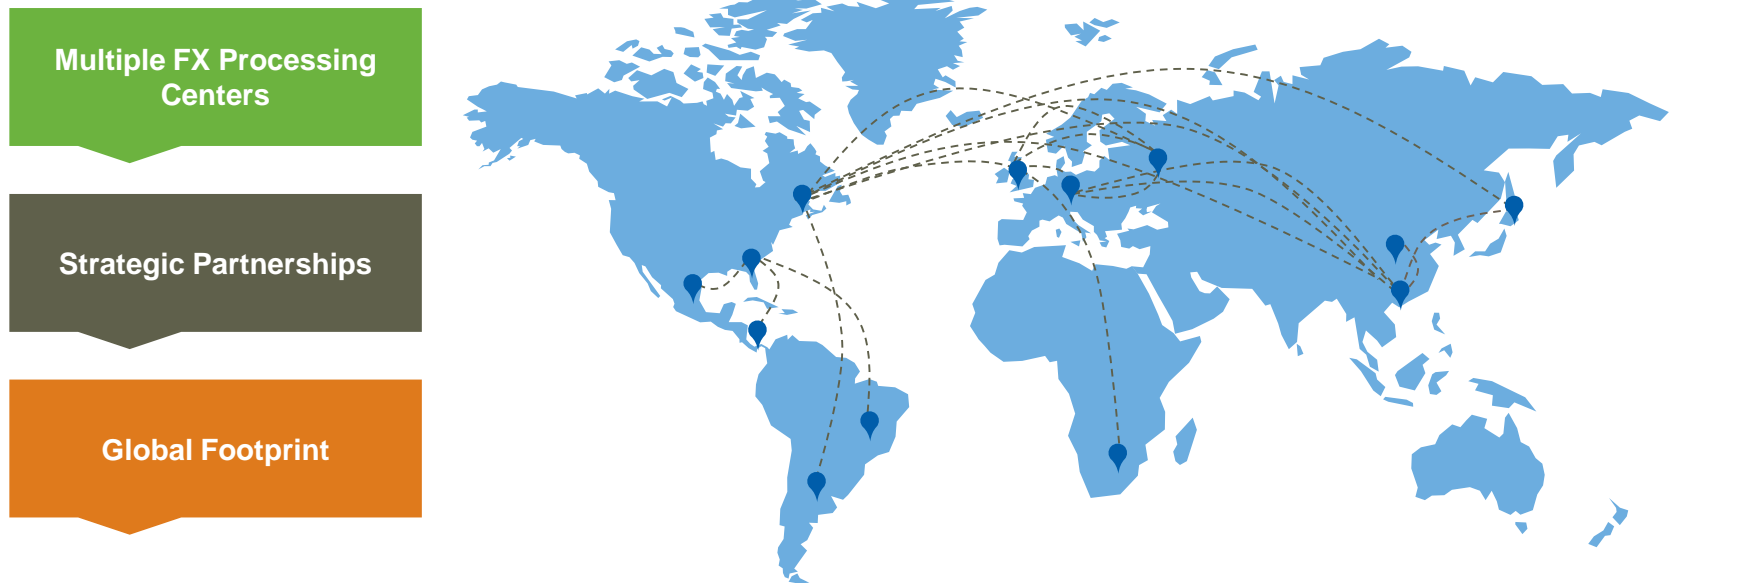 Multiple FX Processing
Centers
Strategic Partnerships
Global Footprint